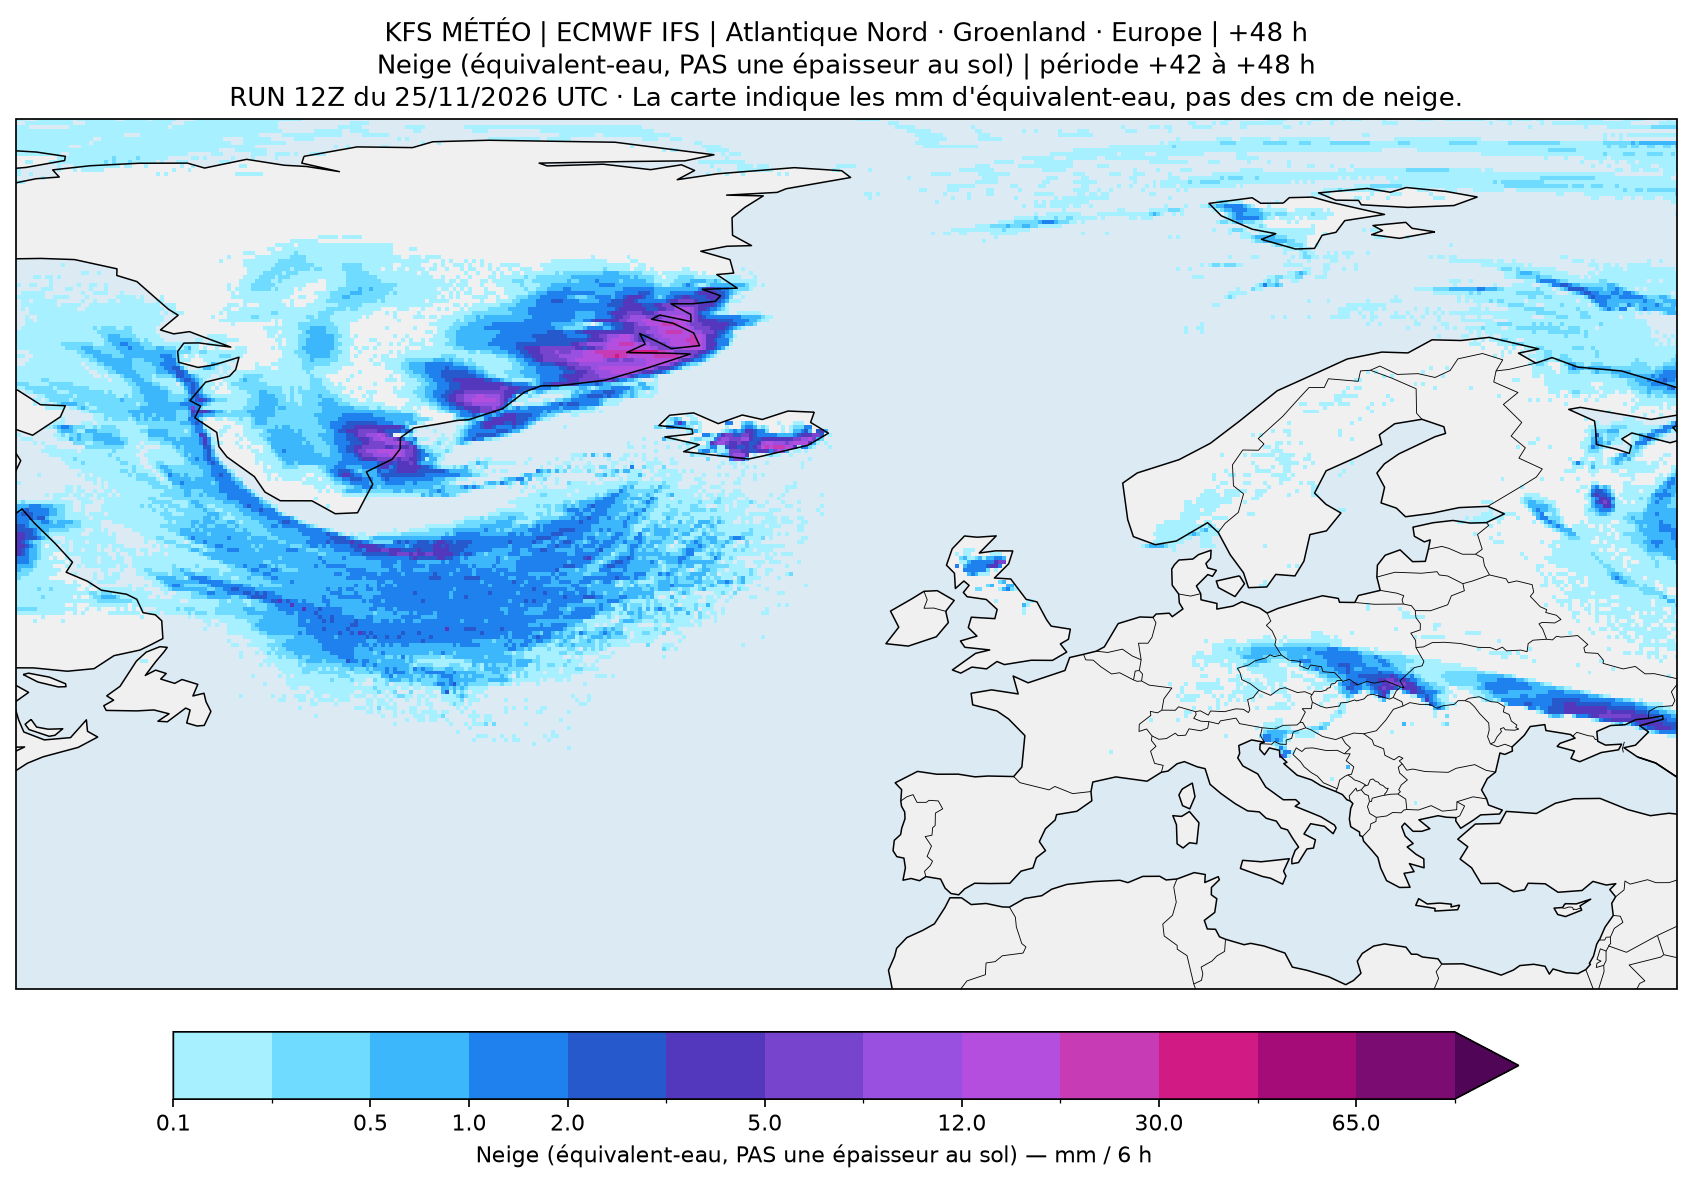 KFS MÉTÉO | ECMWF IFS | Atlantique Nord · Groenland · Europe | +48 h
Neige (équivalent-eau, PAS une épaisseur au sol) | période +42 à +48 h
RUN 12Z du 25/11/2026 UTC · La carte indique les mm d'équivalent-eau, pas des cm de neige.
0.1 0.5 1.0 2.0 5.0 12.0 30.0 65.0
Neige (équivalent-eau, PAS une épaisseur au sol) — mm / 6 h